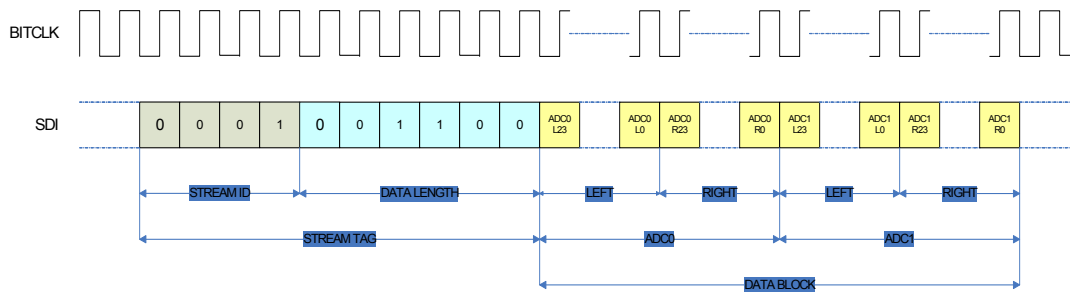 BITCLK
SDI
0 0 0 1 0 0 1 1 0 0
ADC0 L23
ADC0 L0
ADC0 R23
ADC0 R0
ADC1 L23
ADC1 L0
ADC1 R23
ADC1 R0
STREAM ID DATA LENGTH LEFT RIGHT LEFT RIGHT
STREAM TAG ADC0 ADC1
DATA BLOCK